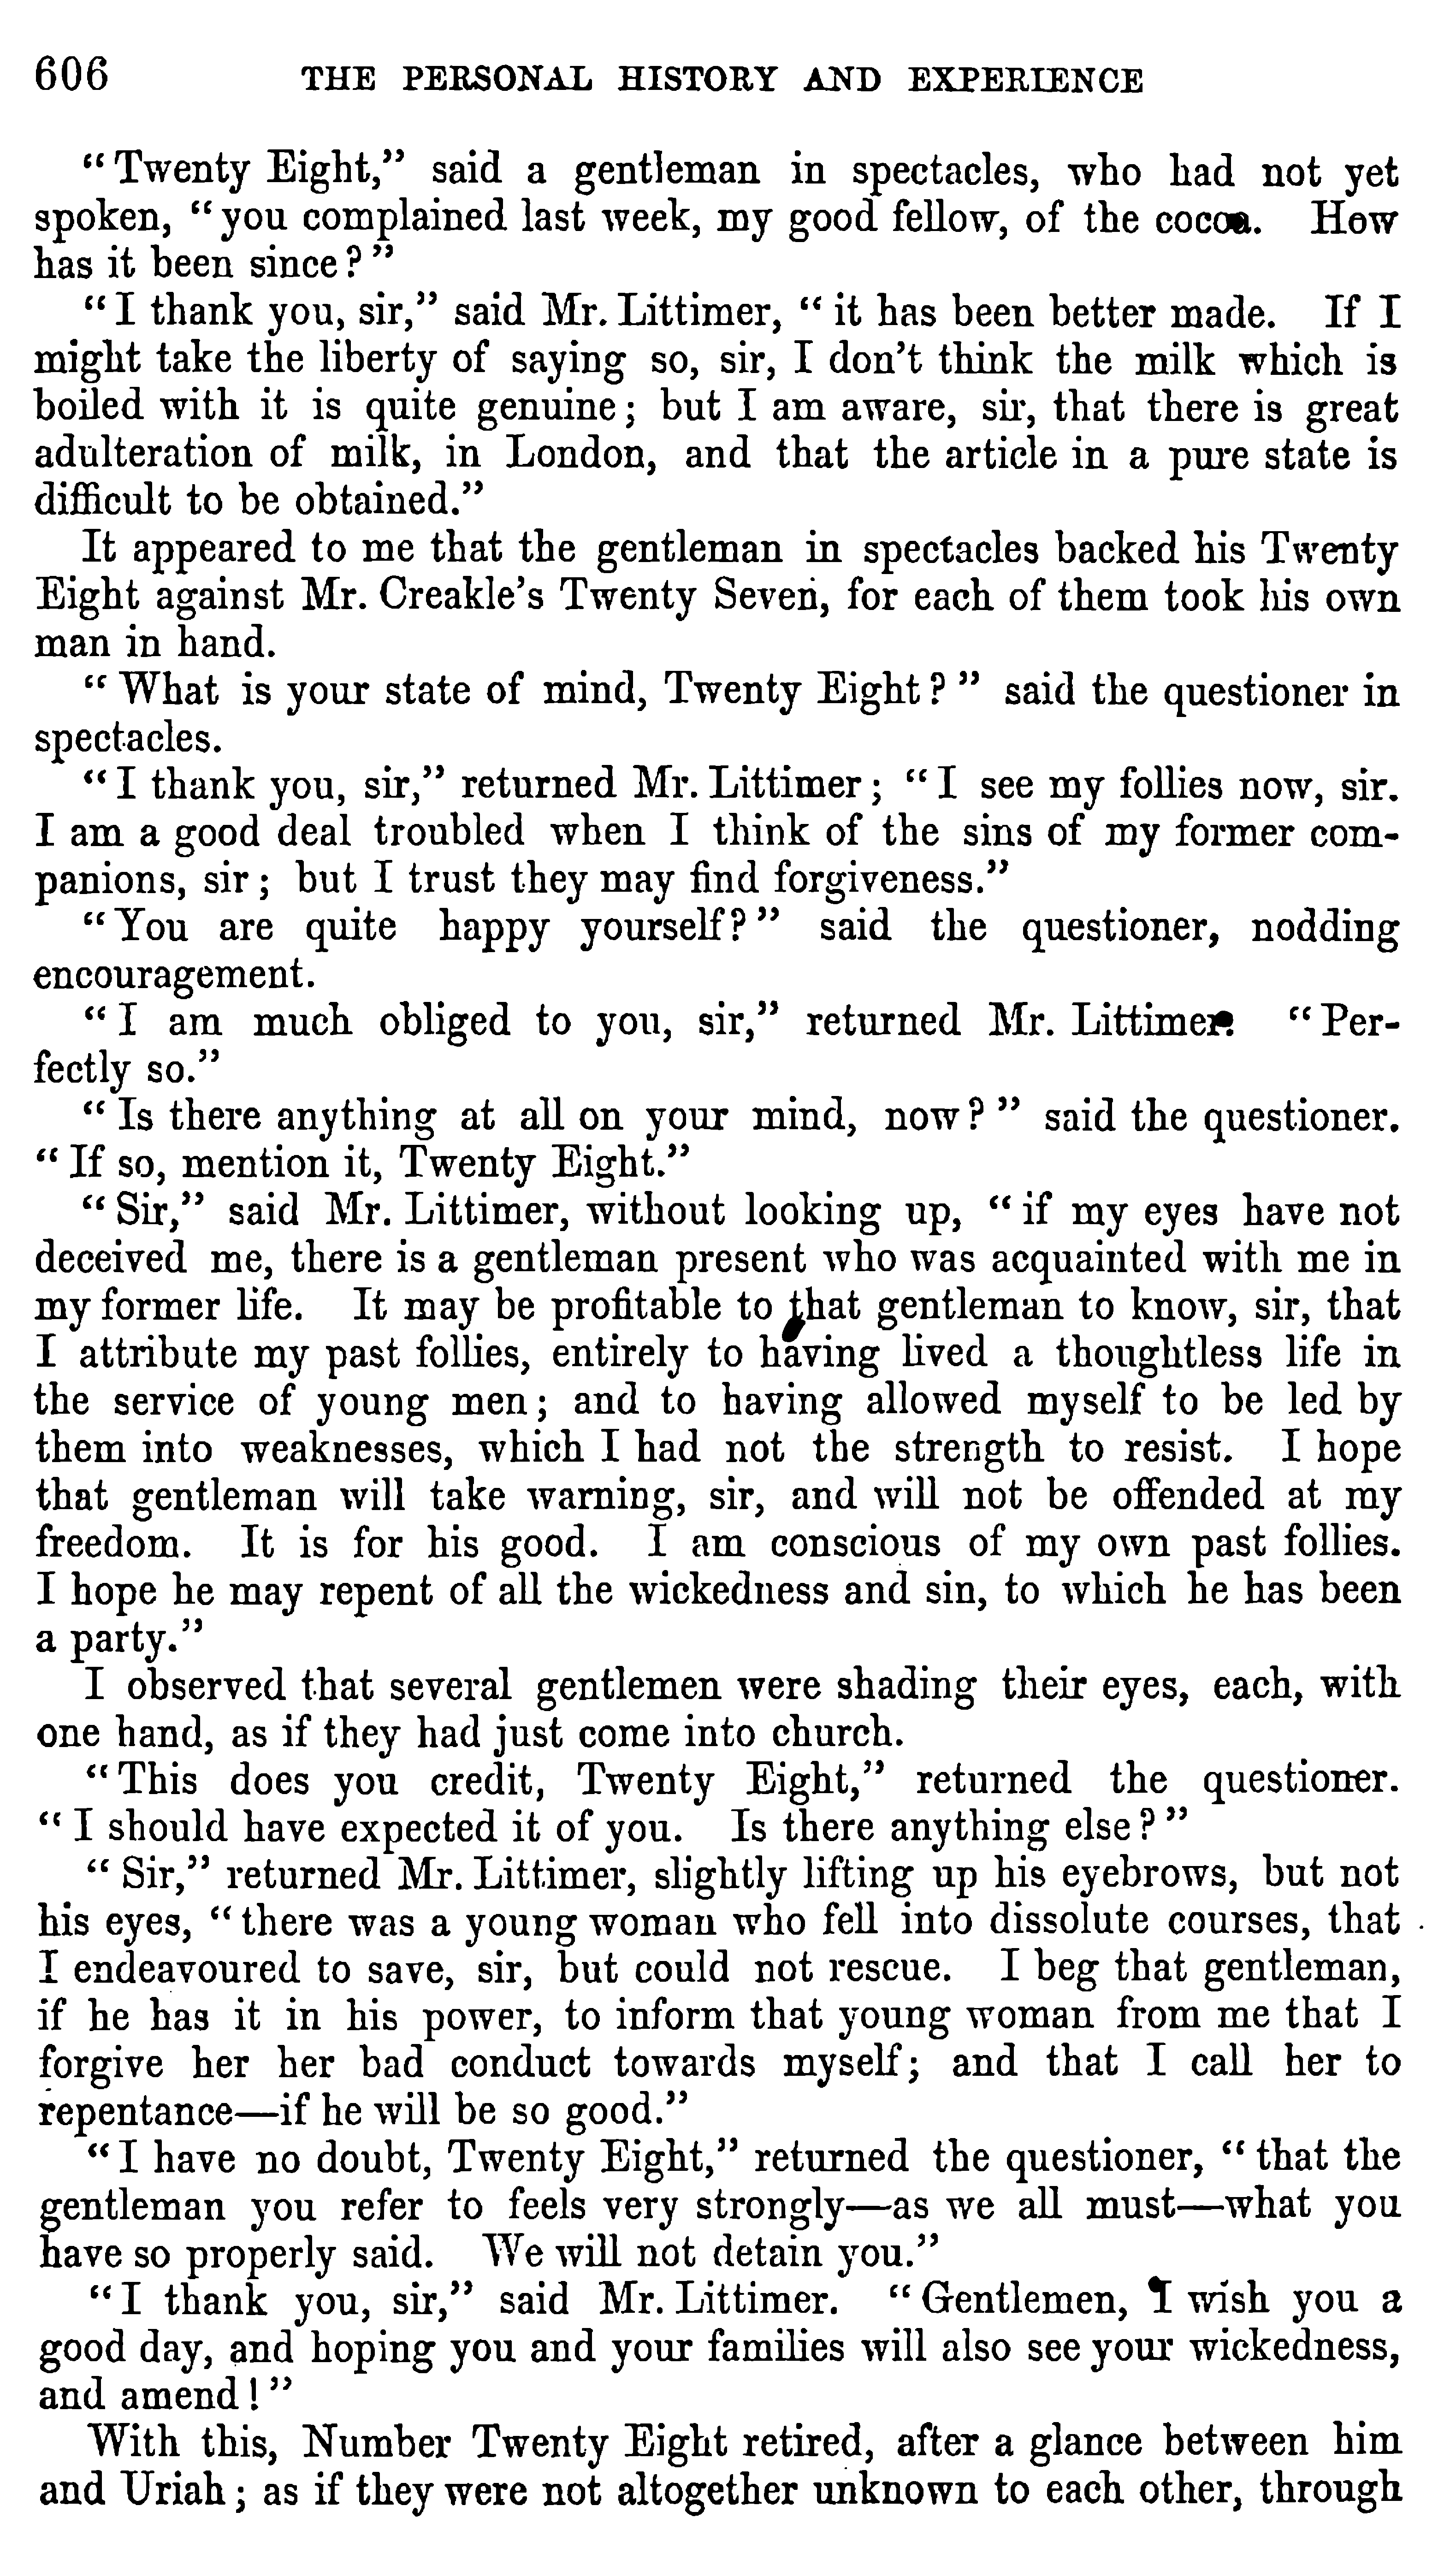 606 THE PERSONAL HISTORY AND EXPERIENCE
“Twenty Eight,” said a gentleman in spectacles, who had not yet
spoken, “you complained last week, my good fellow, of the cocoa. How
has it been since?”
“I thank you, sir,” said Mr. Littimer, “it has been better made. If I
might take the liberty of saying so, sir, I don’t think the milk which is
boiled with it is quite genuine; but I am aware, sir, that there is great
adulteration of milk, in London, and that the article in a pure state is
difficult to be obtained.”
It appeared to me that the gentleman in spectacles backed his Twenty
Eight against Mr. Creakle’s Twenty Seven, for each of them took his own
man in hand.
“What is your state of mind, Twenty Eight?” said the questioner in
spectacles.
“I thank you, sir,” returned Mr. Littimer; “I see my follies now, sir.
I am a good deal troubled when I think of the sins of my former com-
panions, sir; but I trust they may find forgiveness.”
“You are quite happy yourself?” said the questioner, nodding
encouragement.
“I am much obliged to you, sir,” returned Mr. Littimer. “Per-
fectly so.”
“Is there anything at all on your mind, now?” said the questioner.
“If so, mention it, Twenty Eight.”
“Sir,” said Mr. Littimer, without looking up, “if my eyes have not
deceived me, there is a gentleman present who was acquainted with me in
my former life. It may be profitable to that gentleman to know, sir, that
I attribute my past follies, entirely to having lived a thoughtless life in
the service of young men; and to having allowed myself to be led by
them into weaknesses, which I had not the strength to resist. I hope
that gentleman will take warning, sir, and will not be offended at my
freedom. It is for his good. I am conscious of my own past follies.
I hope he may repent of all the wickedness and sin, to which he has been
a party.”
I observed that several gentlemen were shading their eyes, each, with
one hand, as if they had just come into church.
“This does you credit, Twenty Eight,” returned the questioner.
“I should have expected it of you. Is there anything else?”
“Sir,” returned Mr. Littimer, slightly lifting up his eyebrows, but not
his eyes, “there was a young woman who fell into dissolute courses, that
I endeavoured to save, sir, but could not rescue. I beg that gentleman,
if he has it in his power, to inform that young woman from me that I
forgive her her bad conduct towards myself; and that I call her to
repentance—if he will be so good.”
“I have no doubt, Twenty Eight,” returned the questioner, “that the
gentleman you refer to feels very strongly—as we all must—what you
have so properly said. We will not detain you.”
“I thank you, sir,” said Mr. Littimer. “Gentlemen, I wish you a
good day, and hoping you and your families will also see your wickedness,
and amend!”
With this, Number Twenty Eight retired, after a glance between him
and Uriah; as if they were not altogether unknown to each other, through